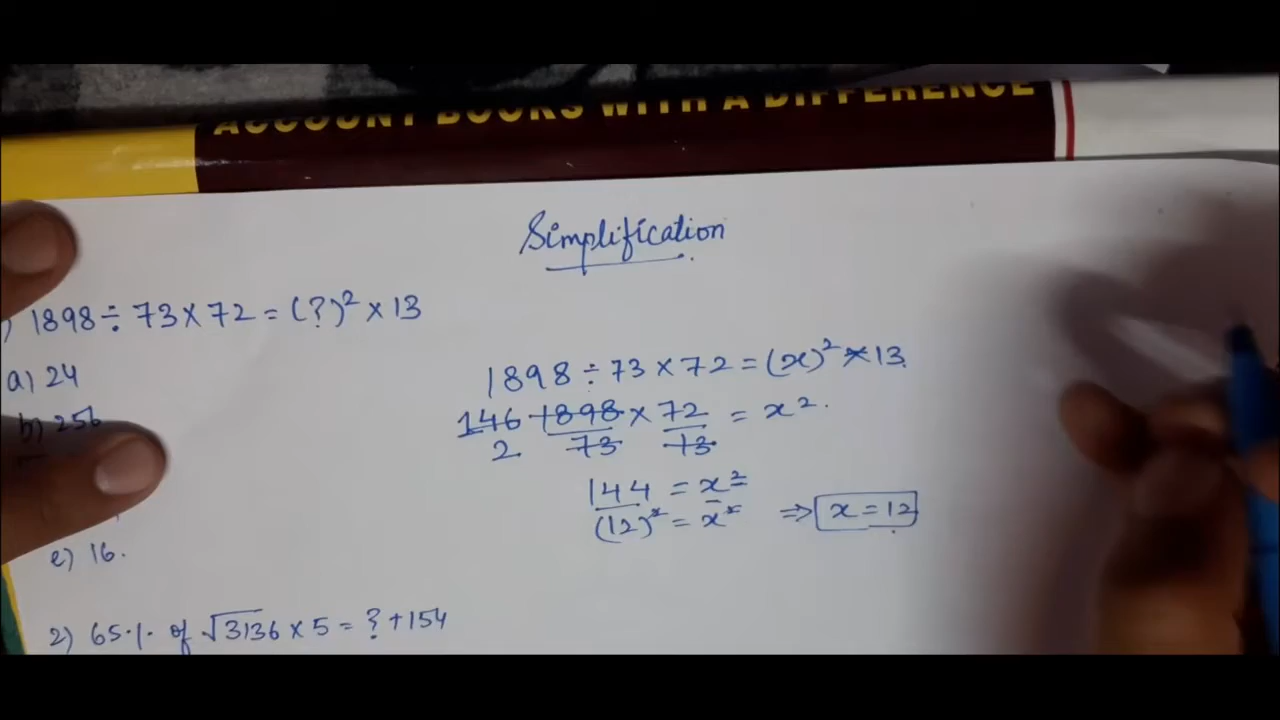 ACCOUNT BOOKS WITH A DIFFERENCE
Simplification
) 1898 ÷ 73 × 72 = (?)² × 13
a) 24
b) 256
e) 16.
1898 ÷ 73 × 72 = (x)² × 13
146 1898 × 72 = x².
2 73 13
144 = x²
(12)² = x² ⇒ x = 12
2) 65% of √3136 × 5 = ? + 154